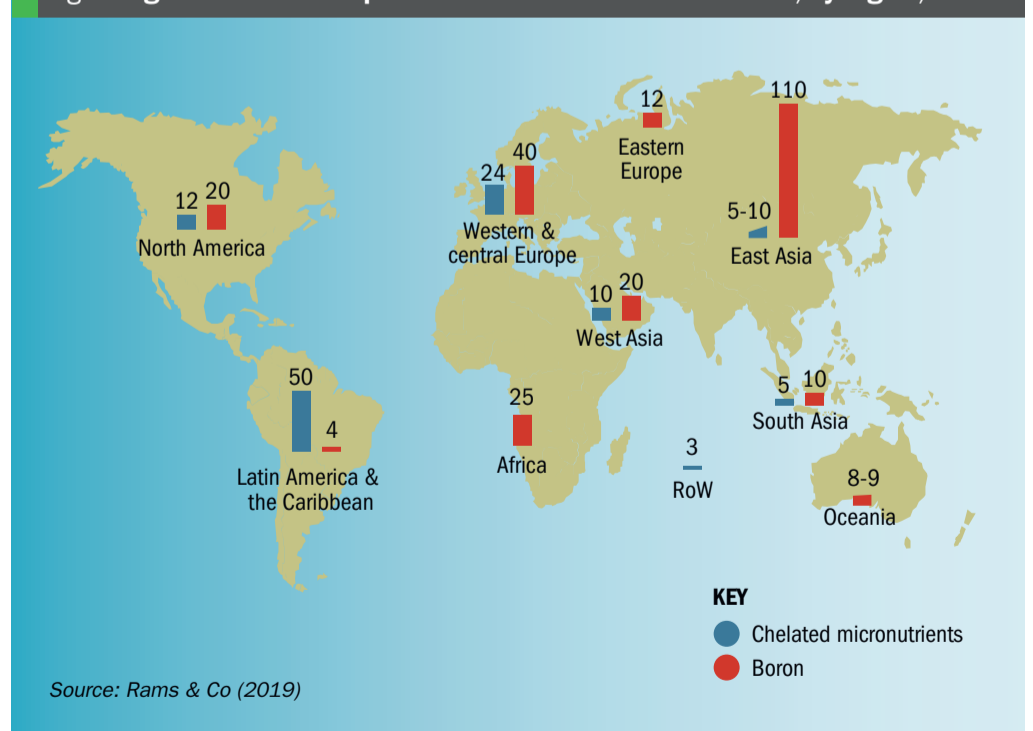 12 20
North America
50
4
Latin America &
the Caribbean
24 40
Western &
central Europe
12
Eastern
Europe
110
5-10
East Asia
10 20
West Asia
25
Africa
5 10
South Asia
3
RoW
8-9
Oceania
KEY
Chelated micronutrients
Boron
Source: Rams & Co (2019)